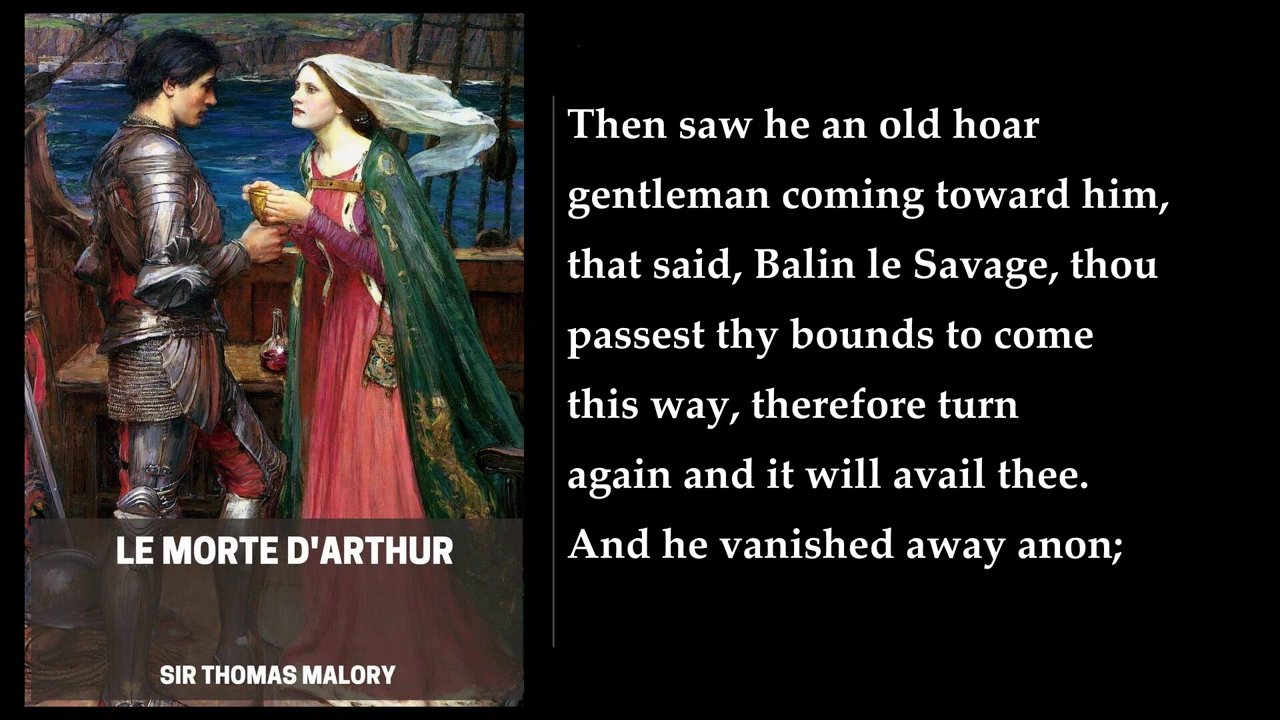 LE MORTE D'ARTHUR
SIR THOMAS MALORY
Then saw he an old hoar
gentleman coming toward him,
that said, Balin le Savage, thou
passest thy bounds to come
this way, therefore turn
again and it will avail thee.
And he vanished away anon;